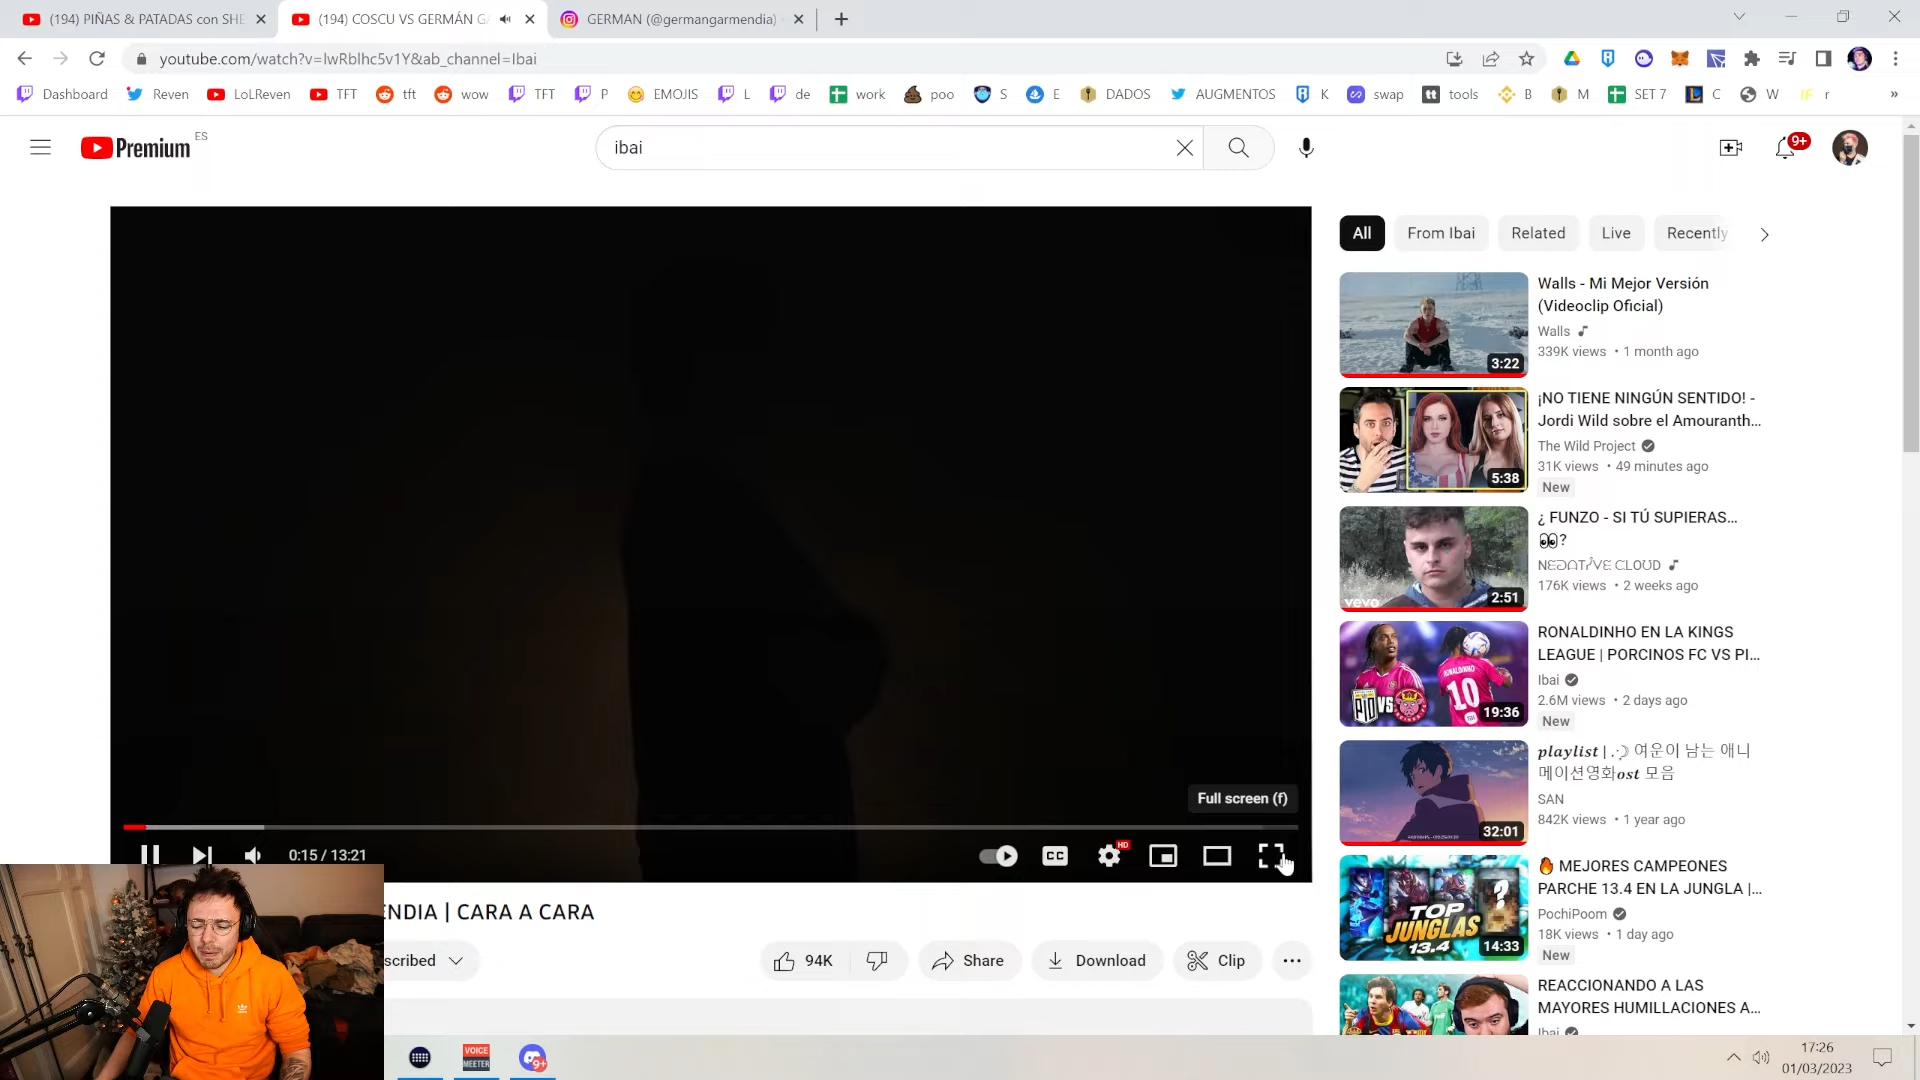 (194) PIÑAS & PATADAS con SHE
(194) COSCU VS GERMÁN GA
GERMAN (@germangarmendia)
youtube.com/watch?v=lwRblhc5v1Y&ab_channel=Ibai
Dashboard
Reven
LoLReven
TFT
tft
wow
TFT
P
EMOJIS
L
de
work
poo
S
E
DADOS
AUGMENTOS
K
swap
tools
B
M
SET 7
C
W
r
»
Premium
ES
ibai
9+
All
From Ibai
Related
Live
Recently
Walls - Mi Mejor Versión
(Videoclip Oficial)
Walls
339K views • 1 month ago
3:22
¡NO TIENE NINGÚN SENTIDO! -
Jordi Wild sobre el Amouranth...
The Wild Project
31K views • 49 minutes ago
5:38
New
¿ FUNZO - SI TÚ SUPIERAS...
👀?
176K views • 2 weeks ago
vevo
2:51
RONALDINHO EN LA KINGS
LEAGUE | PORCINOS FC VS PI...
Ibai
2.6M views • 2 days ago
RONALDINHO
10
PIO
VS
19:36
New
playlist | .·̩͙☽ 여운이 남는 애니
메이션영화ost 모음
SAN
842K views • 1 year ago
32:01
🔥 MEJORES CAMPEONES
PARCHE 13.4 EN LA JUNGLA |...
PochiPoom
18K views • 1 day ago
TOP
JUNGLAS
13.4
?
14:33
New
REACCIONANDO A LAS
MAYORES HUMILLACIONES A...
Ibai
Full screen (f)
0:15 / 13:21
CC
HD
ENDIA | CARA A CARA
scribed
94K
Share
Download
Clip
VOICE
MEETER
9+
17:26
01/03/2023